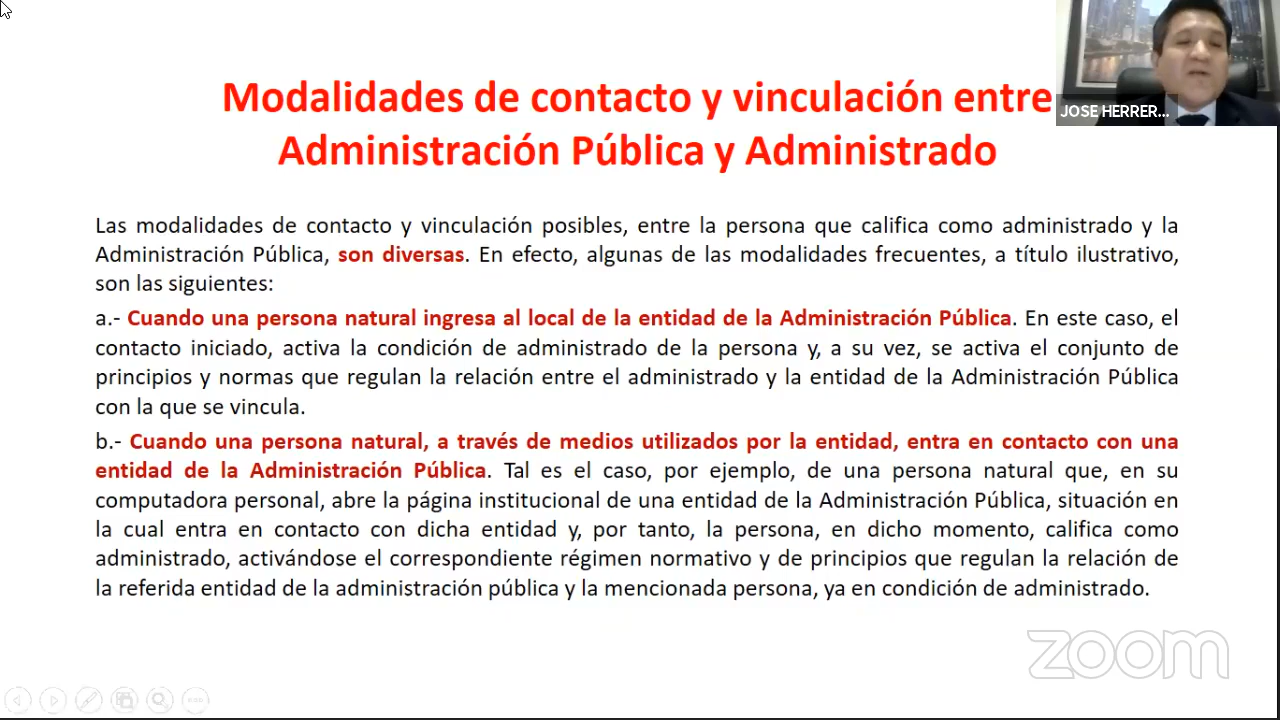 Modalidades de contacto y vinculación entre
Administración Pública y Administrado
JOSE HERRER...
Las modalidades de contacto y vinculación posibles, entre la persona que califica como administrado y la
Administración Pública, son diversas. En efecto, algunas de las modalidades frecuentes, a título ilustrativo,
son las siguientes:
a.- Cuando una persona natural ingresa al local de la entidad de la Administración Pública. En este caso, el
contacto iniciado, activa la condición de administrado de la persona y, a su vez, se activa el conjunto de
principios y normas que regulan la relación entre el administrado y la entidad de la Administración Pública
con la que se vincula.
b.- Cuando una persona natural, a través de medios utilizados por la entidad, entra en contacto con una
entidad de la Administración Pública. Tal es el caso, por ejemplo, de una persona natural que, en su
computadora personal, abre la página institucional de una entidad de la Administración Pública, situación en
la cual entra en contacto con dicha entidad y, por tanto, la persona, en dicho momento, califica como
administrado, activándose el correspondiente régimen normativo y de principios que regulan la relación de
la referida entidad de la administración pública y la mencionada persona, ya en condición de administrado.
zoom